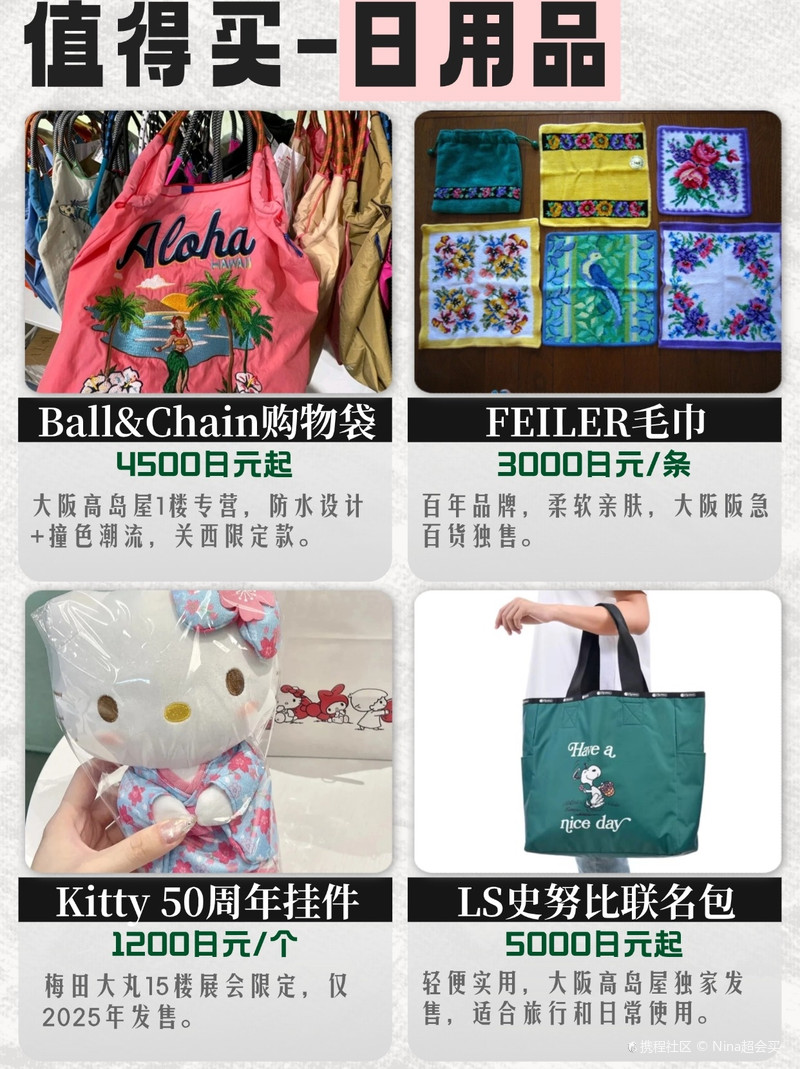 值得买-日用品
Aloha
HAWAII
Ball&Chain购物袋
4500日元起
大阪高岛屋1楼专营，防水设计
+撞色潮流，关西限定款。
FEILER毛巾
3000日元/条
百年品牌，柔软亲肤，大阪阪急
百货独售。
Kitty 50周年挂件
1200日元/个
梅田大丸15楼展会限定，仅
2025年发售。
Have a
nice day
LS史努比联名包
5000日元起
轻便实用，大阪高岛屋独家发
售，适合旅行和日常使用。
携程社区 © Nina超会买